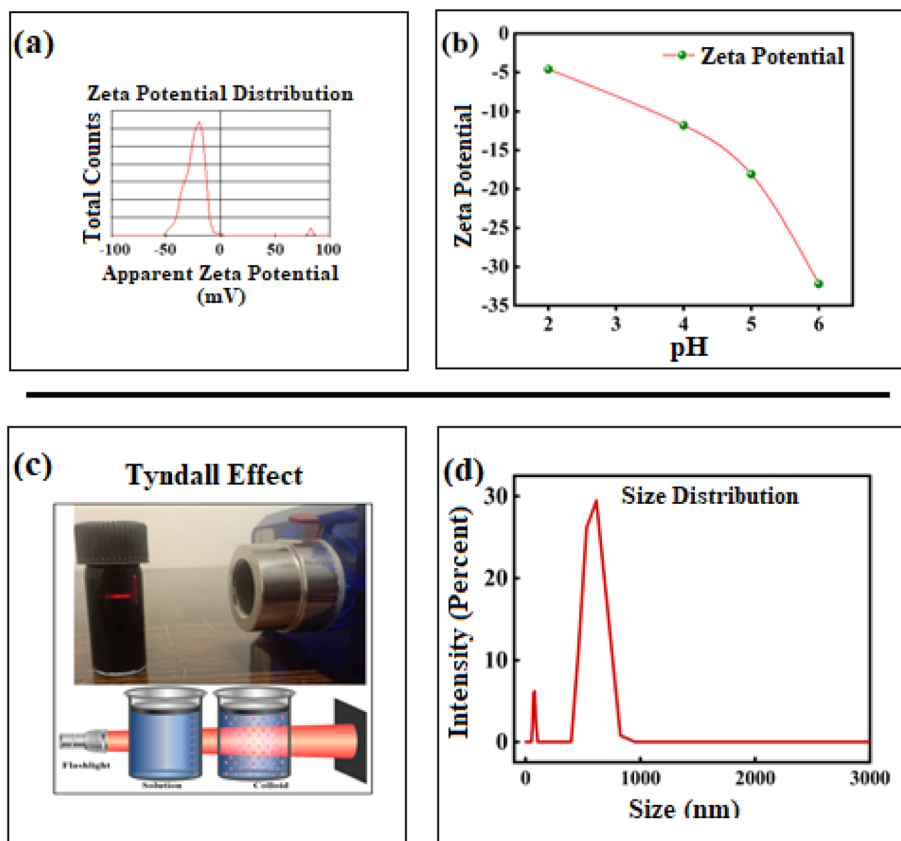 (a)
Zeta Potential Distribution
Total Counts
-100 -50 0 50 100
Apparent Zeta Potential
(mV)
(b)
Zeta Potential
0
-5
-10
-15
-20
-25
-30
-35
Zeta Potential
2 3 4 5 6
pH
(c)
Tyndall Effect
Flashlight
Solution
Colloid
(d)
Size Distribution
30
20
10
0
Intensity (Percent)
0 1000 2000 3000
Size (nm)